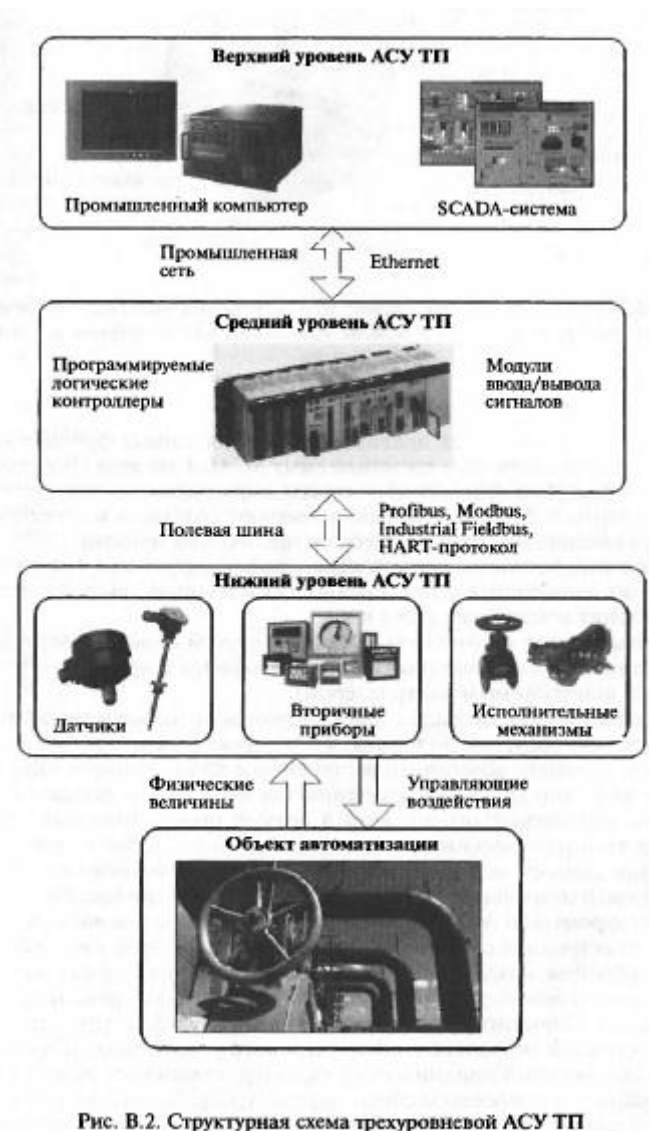 Верхний уровень АСУ ТП
Промышленный компьютер
SCADA-система
Промышленная
сеть
Ethernet
Средний уровень АСУ ТП
Программируемые
логические
контроллеры
Модули
ввода/вывода
сигналов
Полевая шина
Profibus, Modbus,
Industrial Fieldbus,
HART-протокол
Нижний уровень АСУ ТП
Датчики
Вторичные
приборы
Исполнительные
механизмы
Физические
величины
Управляющие
воздействия
Объект автоматизации
Рис. В.2. Структурная схема трехуровневой АСУ ТП